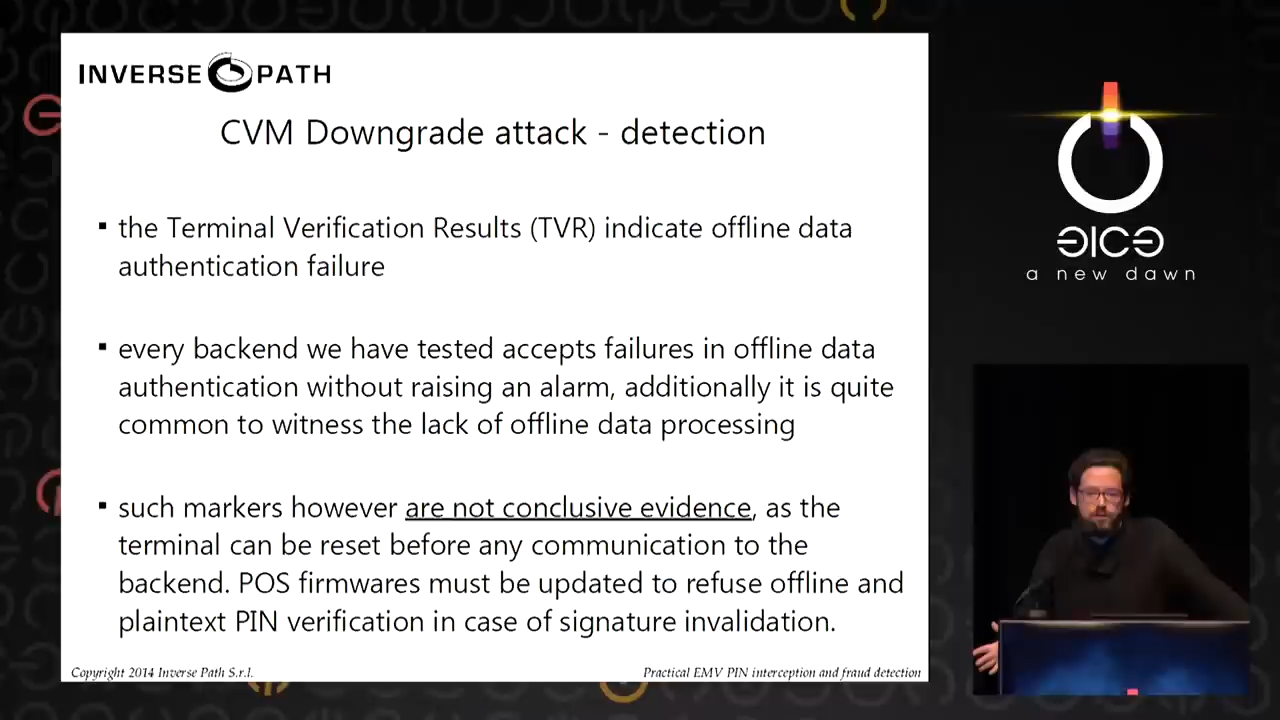 INVERSE PATH
CVM Downgrade attack - detection
▪ the Terminal Verification Results (TVR) indicate offline data
authentication failure
▪ every backend we have tested accepts failures in offline data
authentication without raising an alarm, additionally it is quite
common to witness the lack of offline data processing
▪ such markers however are not conclusive evidence, as the
terminal can be reset before any communication to the
backend. POS firmwares must be updated to refuse offline and
plaintext PIN verification in case of signature invalidation.
Copyright 2014 Inverse Path S.r.l.
Practical EMV PIN interception and fraud detection
a new dawn